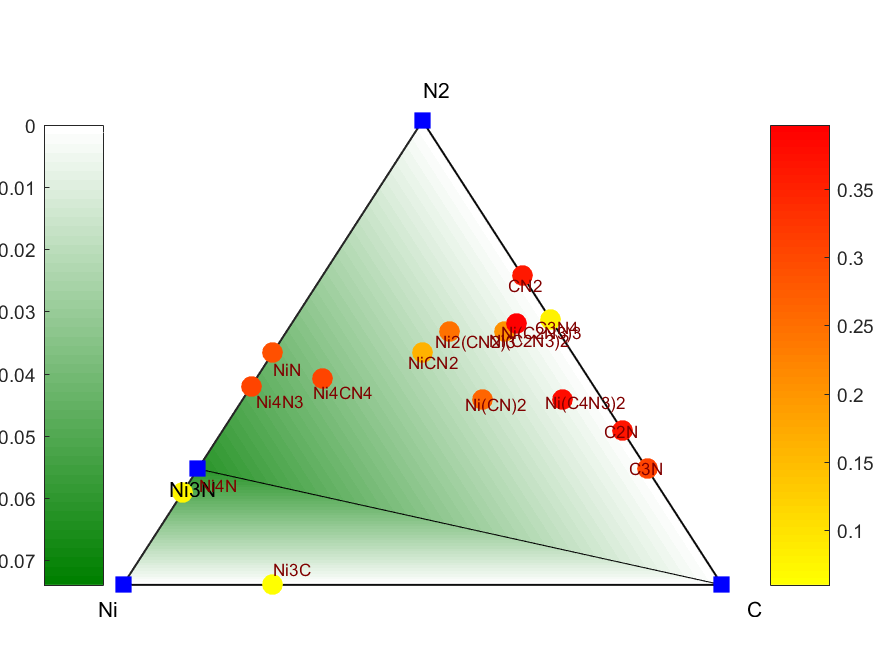 N2
0
0.01
0.02
0.03
0.04
0.05
0.06
0.07
0.35
0.3
0.25
0.2
0.15
0.1
CN2
C3N4
Ni(C2N3)3
Ni2(CN2)3
Ni(C2N3)2
NiCN2
NiN
Ni4CN4
Ni4N3
Ni(CN)2
Ni(C4N3)2
C2N
C3N
Ni4N
Ni3N
Ni3C
Ni
C